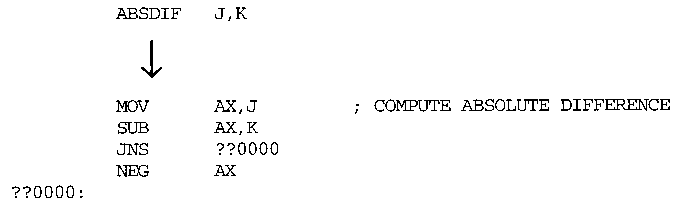 ABSDIF J,K
MOV AX,J ; COMPUTE ABSOLUTE DIFFERENCE
SUB AX,K
JNS ??0000
NEG AX
??0000: